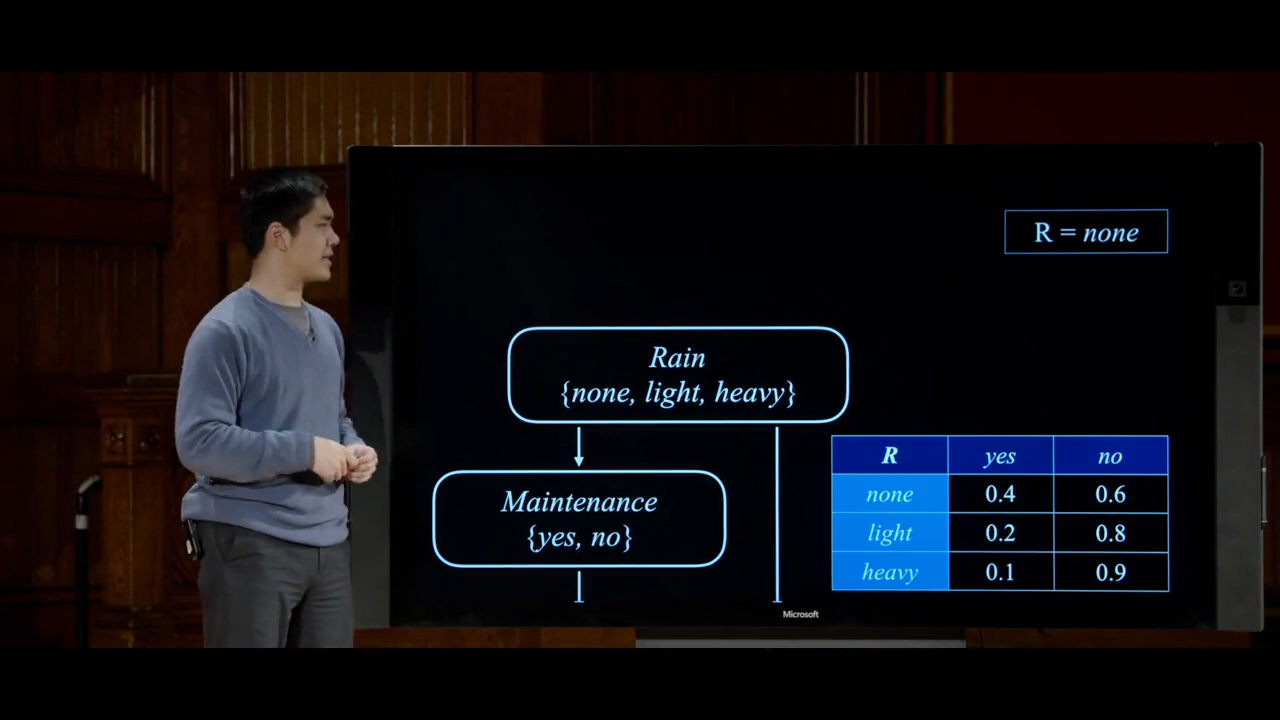 R = none
Rain
{none, light, heavy}
Maintenance
{yes, no}
R yes no
none 0.4 0.6
light 0.2 0.8
heavy 0.1 0.9
Microsoft